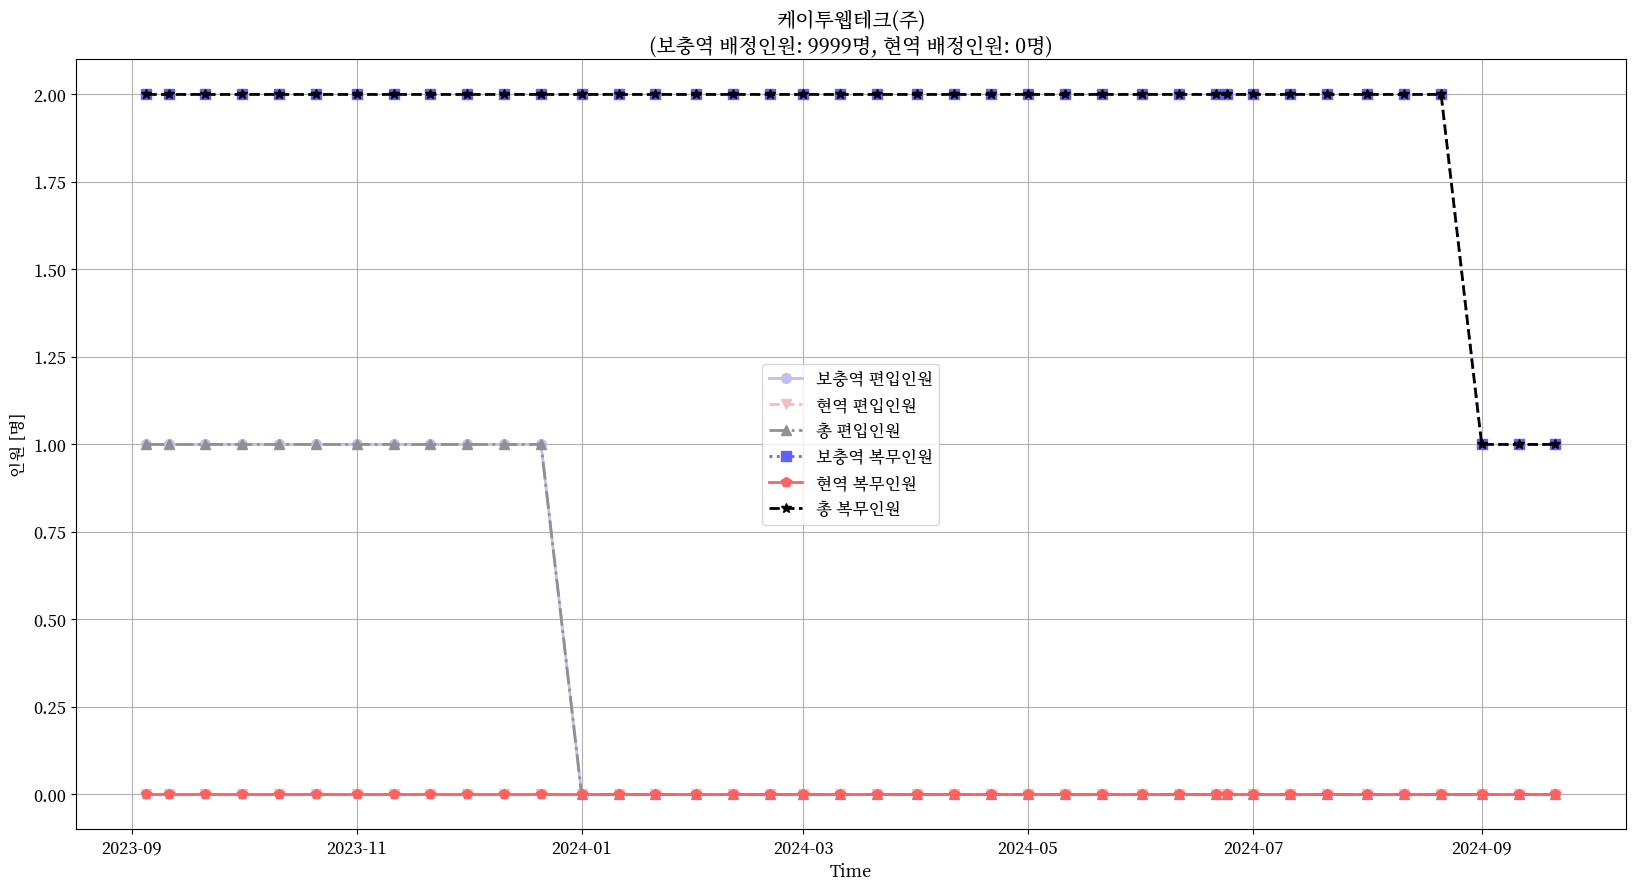 케이투웹테크(주)
(보충역 배정인원: 9999명, 현역 배정인원: 0명)
인원 [명]
2.00
1.75
1.50
1.25
1.00
0.75
0.50
0.25
0.00
보충역 편입인원
현역 편입인원
총 편입인원
보충역 복무인원
현역 복무인원
총 복무인원
2023-09
2023-11
2024-01
2024-03
2024-05
2024-07
2024-09
Time